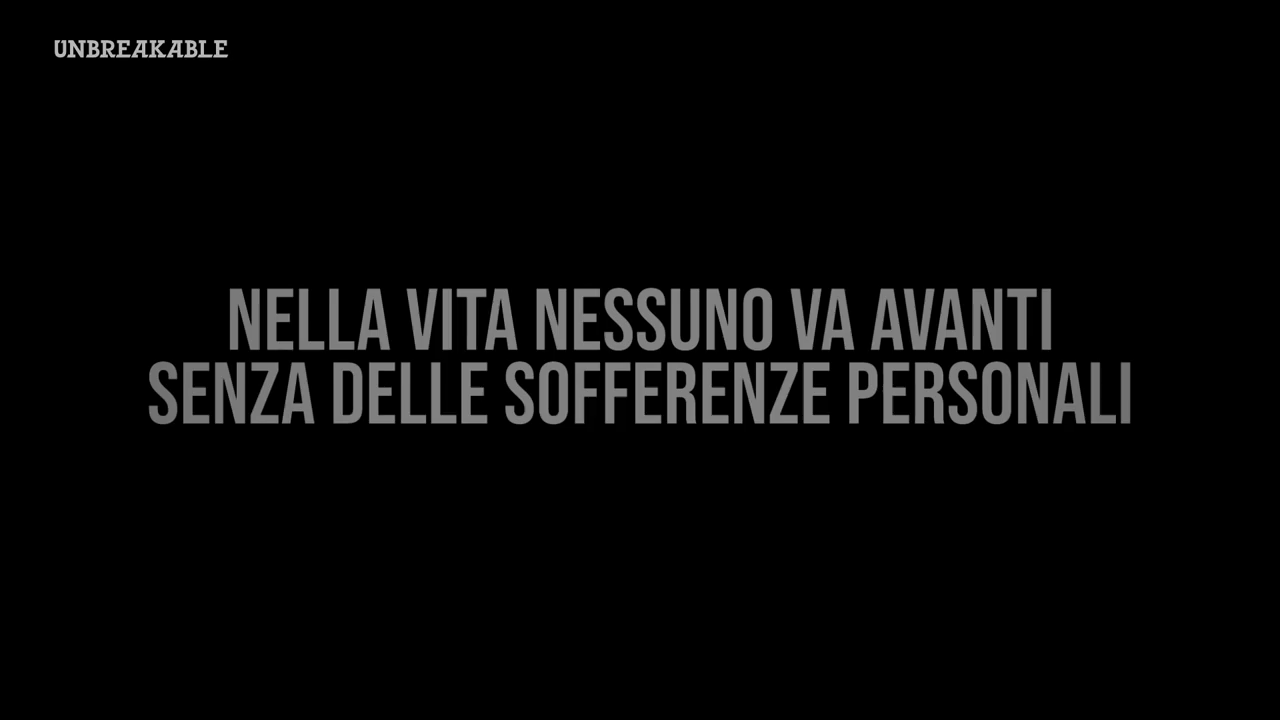 UNBREAKABLE
NELLA VITA NESSUNO VA AVANTI
SENZA DELLE SOFFERENZE PERSONALI